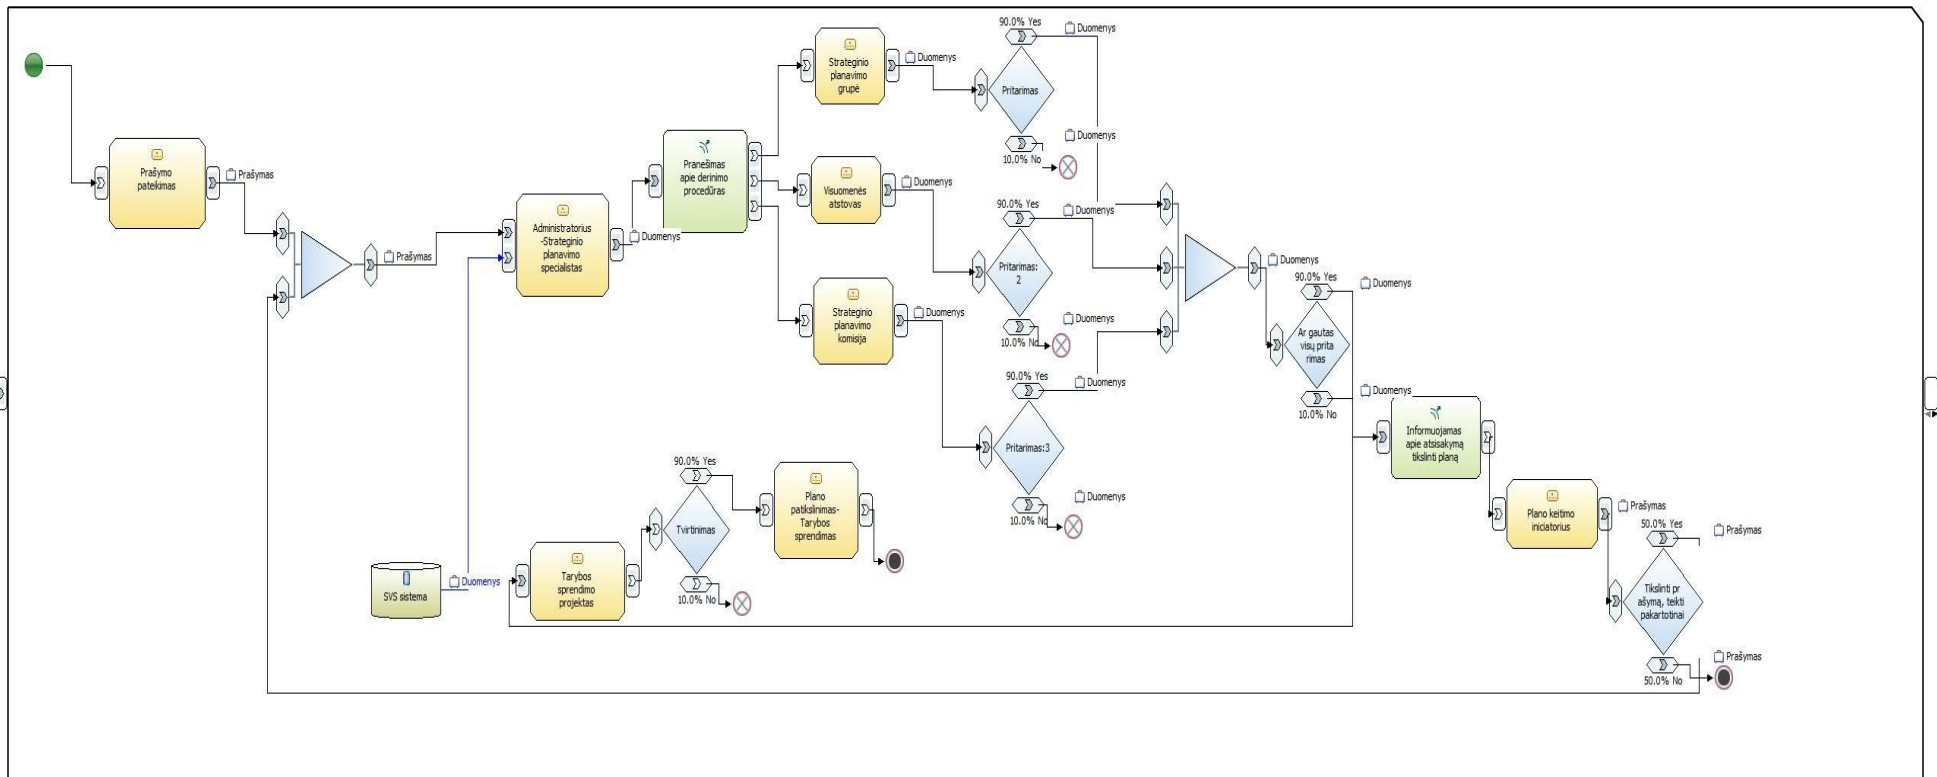 Prašymo
pateikimas
Prašymas
Prašymas
Administratorius
-Strateginio
planavimo
specialistas
Duomenys
SVS sistema
Duomenys
Pranešimas
apie derinimo
procedūras
Strateginio
planavimo
grupė
Duomenys
Visuomenės
atstovas
Duomenys
Strateginio
planavimo
komisija
Duomenys
90.0% Yes
Duomenys
Pritarimas
Duomenys
10.0% No
90.0% Yes
Duomenys
Pritarimas:
2
Duomenys
10.0% No
90.0% Yes
Duomenys
Pritarimas:3
Duomenys
10.0% No
Duomenys
90.0% Yes
Duomenys
Ar gautas
visų prita
rimas
Duomenys
10.0% No
Informuojamas
apie atsisakymą
tikslinti planą
Plano keitimo
iniciatorius
Prašymas
50.0% Yes
Prašymas
Tikslinti pr
ašymą, teikti
pakartotinai
Prašymas
50.0% No
Tarybos
sprendimo
projektas
90.0% Yes
Tvirtinimas
10.0% No
Plano
patikslinimas-
Tarybos
sprendimas